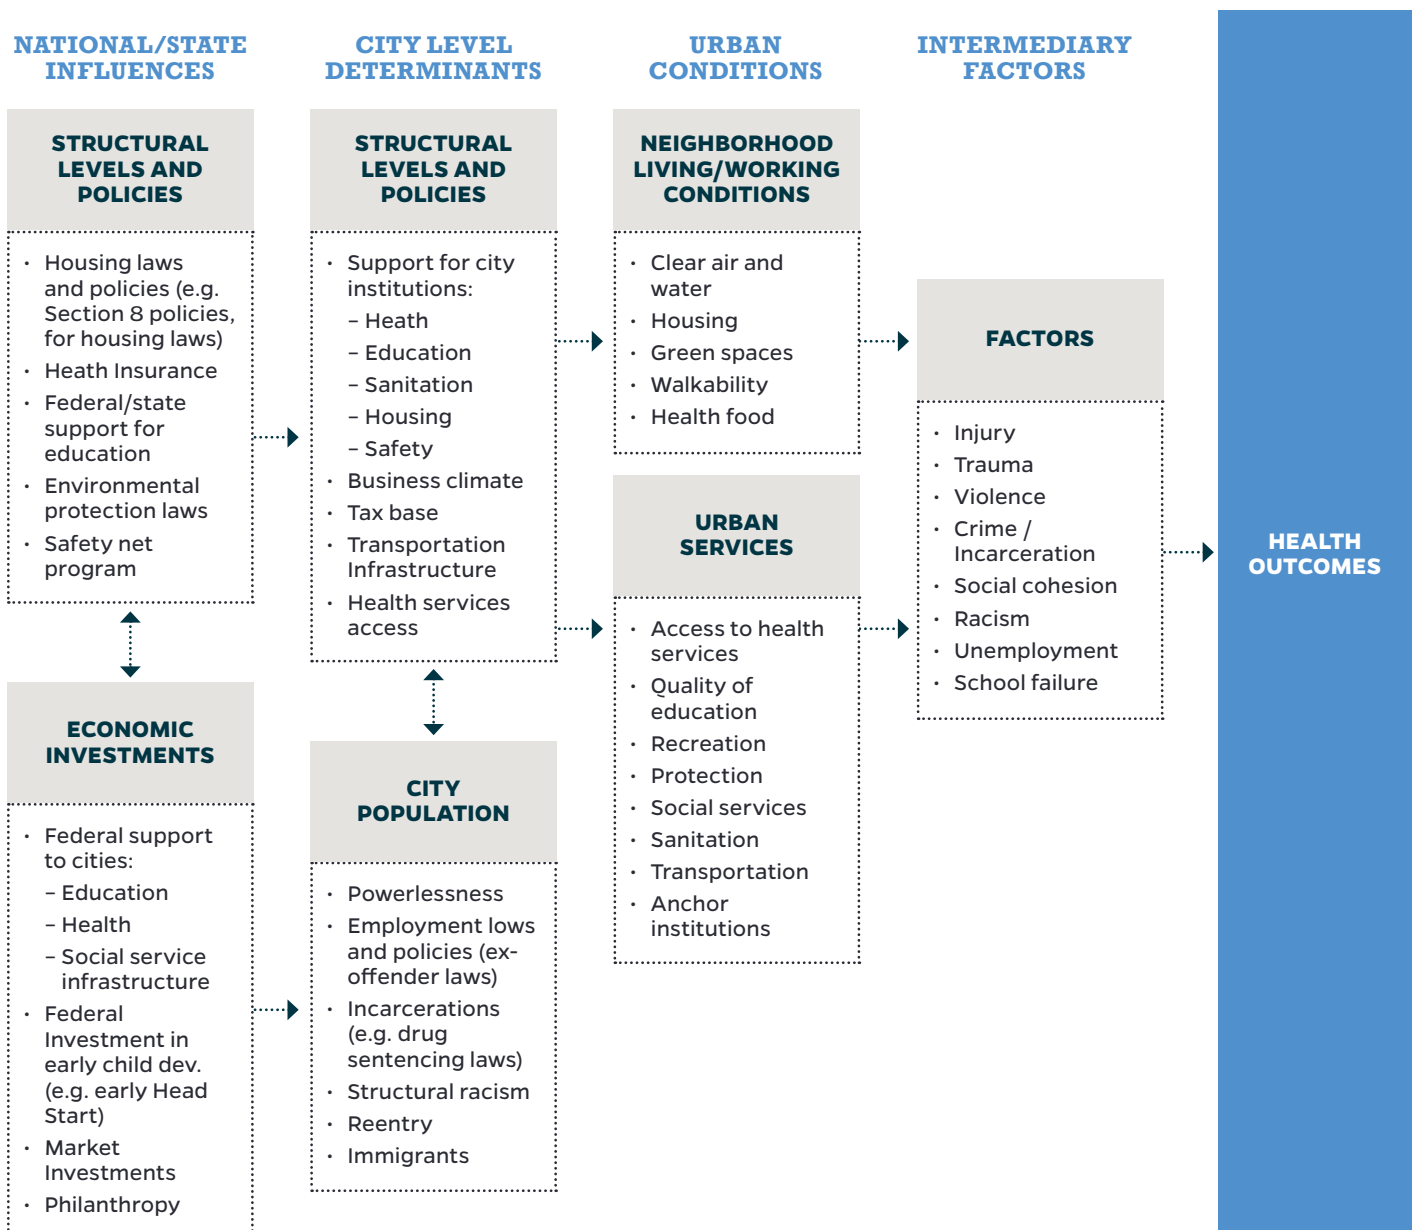 NATIONAL/STATE
INFLUENCES
STRUCTURAL
LEVELS AND
POLICIES
· Housing laws
and policies (e.g.
Section 8 policies,
for housing laws)
· Heath Insurance
· Federal/state
support for
education
· Environmental
protection laws
· Safety net
program
ECONOMIC
INVESTMENTS
· Federal support
to cities:
– Education
– Health
– Social service
infrastructure
· Federal
Investment in
early child dev.
(e.g. early Head
Start)
· Market
Investments
· Philanthropy
CITY LEVEL
DETERMINANTS
STRUCTURAL
LEVELS AND
POLICIES
· Support for city
institutions:
– Heath
– Education
– Sanitation
– Housing
– Safety
· Business climate
· Tax base
· Transportation
Infrastructure
· Health services
access
CITY
POPULATION
· Powerlessness
· Employment lows
and policies (ex-
offender laws)
· Incarcerations
(e.g. drug
sentencing laws)
· Structural racism
· Reentry
· Immigrants
URBAN
CONDITIONS
NEIGHBORHOOD
LIVING/WORKING
CONDITIONS
· Clear air and
water
· Housing
· Green spaces
· Walkability
· Health food
URBAN
SERVICES
· Access to health
services
· Quality of
education
· Recreation
· Protection
· Social services
· Sanitation
· Transportation
· Anchor
institutions
INTERMEDIARY
FACTORS
FACTORS
· Injury
· Trauma
· Violence
· Crime /
Incarceration
· Social cohesion
· Racism
· Unemployment
· School failure
HEALTH
OUTCOMES